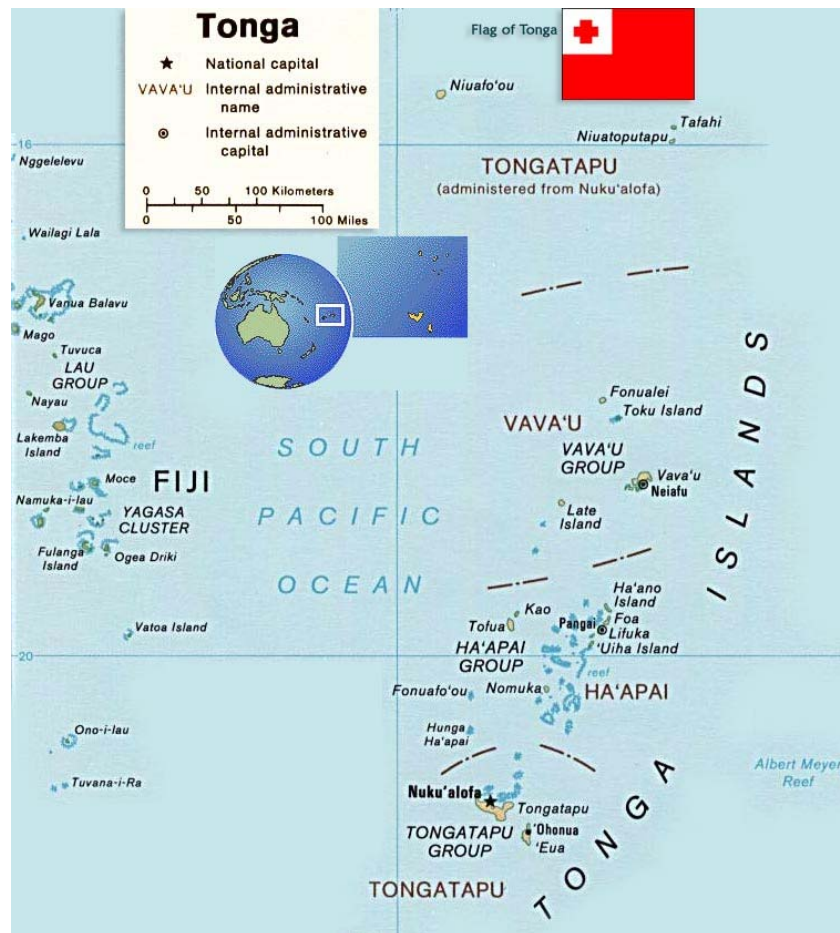 Tonga
National capital
VAVA'U Internal administrative
name
Internal administrative
capital
0 50 100 Kilometers
0 50 100 Miles
Flag of Tonga
Niuafo'ou
Tafahi
Niuatoputapu
16
TONGATAPU
(administered from Nuku'alofa)
Nggelelevu
Wailagi Lala
Vanua Balavu
Mago
Tuvuca
LAU
GROUP
Nayau
reef
Lakemba
Island
Moce
FIJI
Namuka-i-lau
YAGASA
CLUSTER
Fulanga
Island
Ogea Driki
Vatoa Island
SOUTH
PACIFIC
OCEAN
Fonualei
Toku Island
VAVA'U
VAVA'U
GROUP
Vava'u
Neiafu
Late
Island
Ha'ano
Island
Kao
Foa
Tofua
Pangai
Lifuka
'Uiha Island
HA'APAI
GROUP
20
reef
Fonuafo'ou
Nomuka
HA'APAI
Hunga
Ha'apai
Ono-i-lau
Tuvana-i-Ra
Albert Meyer
Reef
Nuku'alofa
Tongatapu
TONGATAPU
GROUP
'Ohonua
'Eua
TONGATAPU
TONGA
ISLANDS